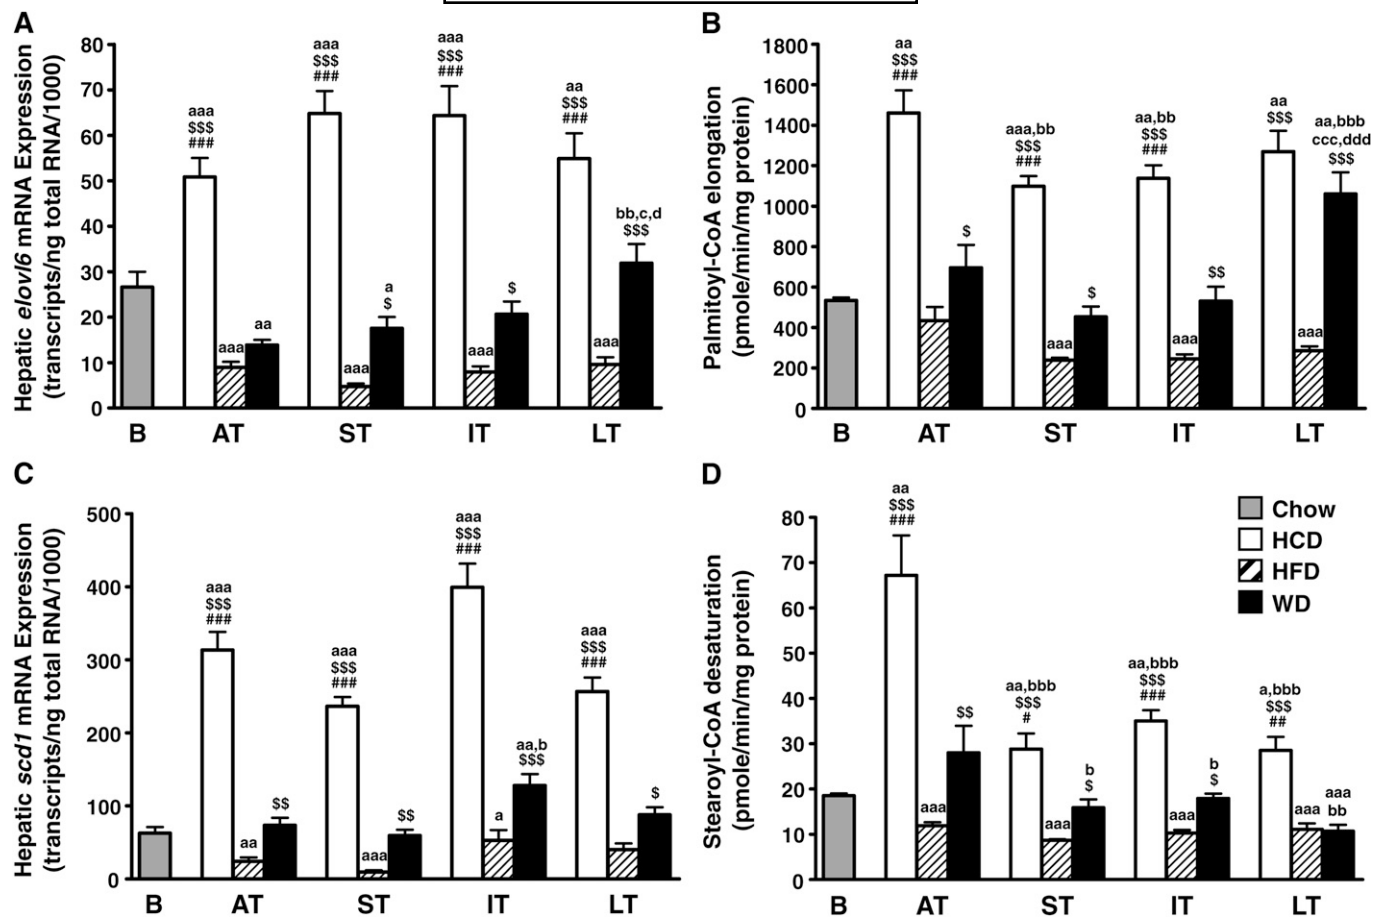 A
Hepatic elovl6 mRNA Expression
(transcripts/ng total RNA/1000)
80
70
60
50
40
30
20
10
0
aaa
$$$
###
aaa
aa
aaa
$$$
###
aaa
a
$
aaa
$$$
###
aaa
$
aa
$$$
###
aaa
bb,c,d
$$$
B
AT
ST
IT
LT
B
Palmitoyl-CoA elongation
(pmole/min/mg protein)
1800
1600
1400
1200
1000
800
600
400
200
0
aa
$$$
###
$
aaa,bb
$$$
###
aaa
$
aa,bb
$$$
###
aaa
$$
aa
$$$
aaa
aa,bbb
ccc,ddd
$$$
B
AT
ST
IT
LT
C
Hepatic scd1 mRNA Expression
(transcripts/ng total RNA/1000)
500
400
300
200
100
0
aaa
$$$
###
aa
$$
aaa
$$$
###
aaa
$$
aaa
$$$
###
a
aa,b
$$$
aaa
$$$
###
$
B
AT
ST
IT
LT
D
Stearoyl-CoA desaturation
(pmole/min/mg protein)
80
70
60
50
40
30
20
10
0
aa
$$$
###
aaa
$$
aa,bbb
$$$
#
aaa
b
$
aa,bbb
$$$
###
aaa
b
$
a,bbb
$$$
##
aaa
aaa
bb
B
AT
ST
IT
LT
Chow
HCD
HFD
WD